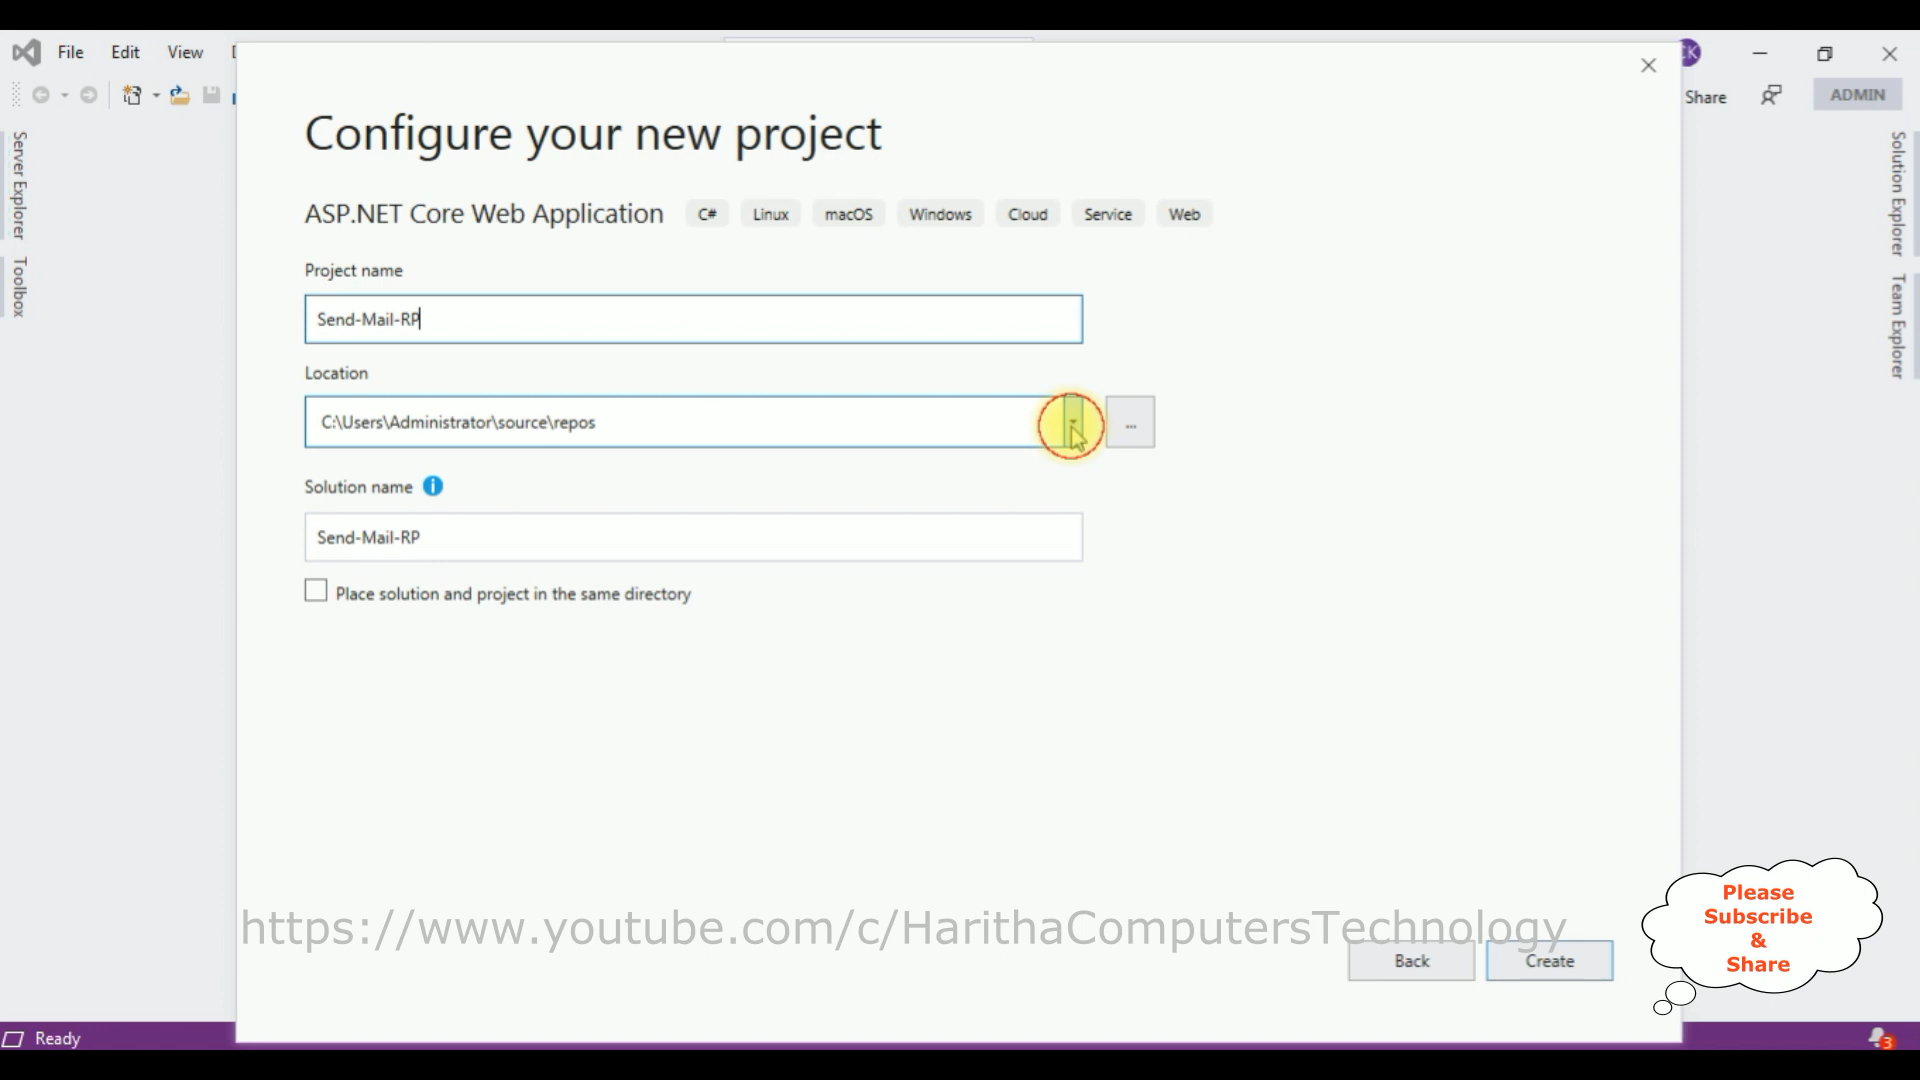 File Edit View
Share ADMIN
Server Explorer
Toolbox
Solution Explorer
Team Explorer
Configure your new project
ASP.NET Core Web Application C# Linux macOS Windows Cloud Service Web
Project name
Send-Mail-RP
Location
C:\Users\Administrator\source\repos
...
Solution name
Send-Mail-RP
Place solution and project in the same directory
https://www.youtube.com/c/HarithaComputersTechnology
Back Create
Please
Subscribe
&
Share
Ready
3